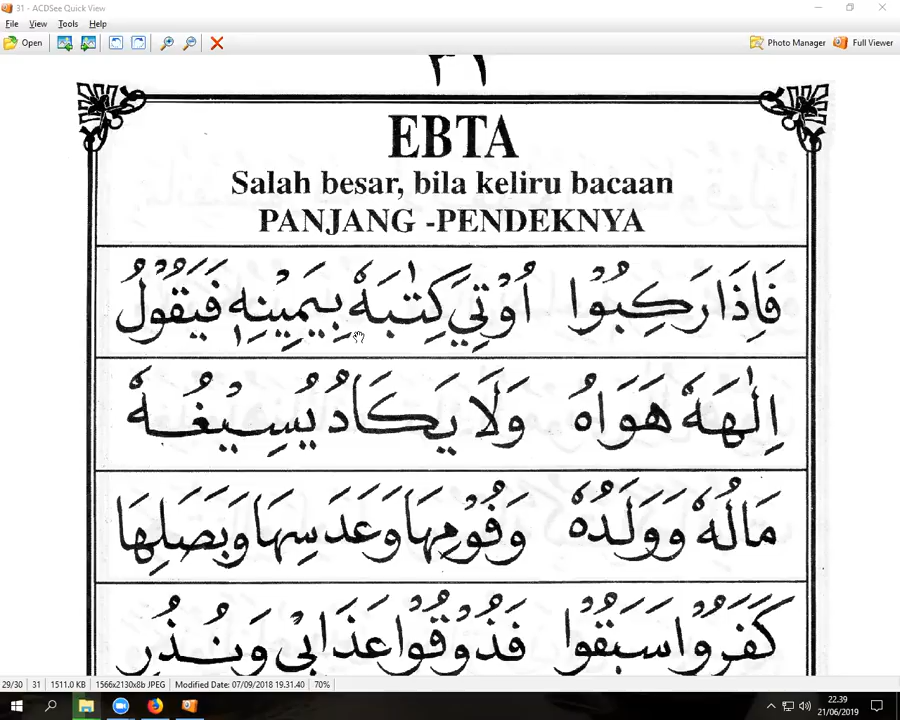 31 - ACDSee Quick View
File View Tools Help
Open Photo Manager Full Viewer
٣١
EBTA
Salah besar, bila keliru bacaan
PANJANG -PENDEKNYA
فَاِذَا رَكِبُوْا اُوْتِيَ كِتٰبَهٗ بِيَمِيْنِهٖ فَيَقُوْلُ
اِلٰهَهٗ هَوَاهُ وَلَا يَكَادُ يُسِيْغُهٗ
مَالُهٗ وَوَلَدُهٗ وَفُوْمِهَا وَعَدَسِهَا وَبَصَلِهَا
كَفَرُوْا سَبَقُوْا فَذُوْقُوْا عَذَابِيْ وَنُذُرِ
29/30 31 1511.0 KB 1566x2130x8b JPEG Modified Date: 07/09/2018 19.31.40 70%
22.39
21/06/2019